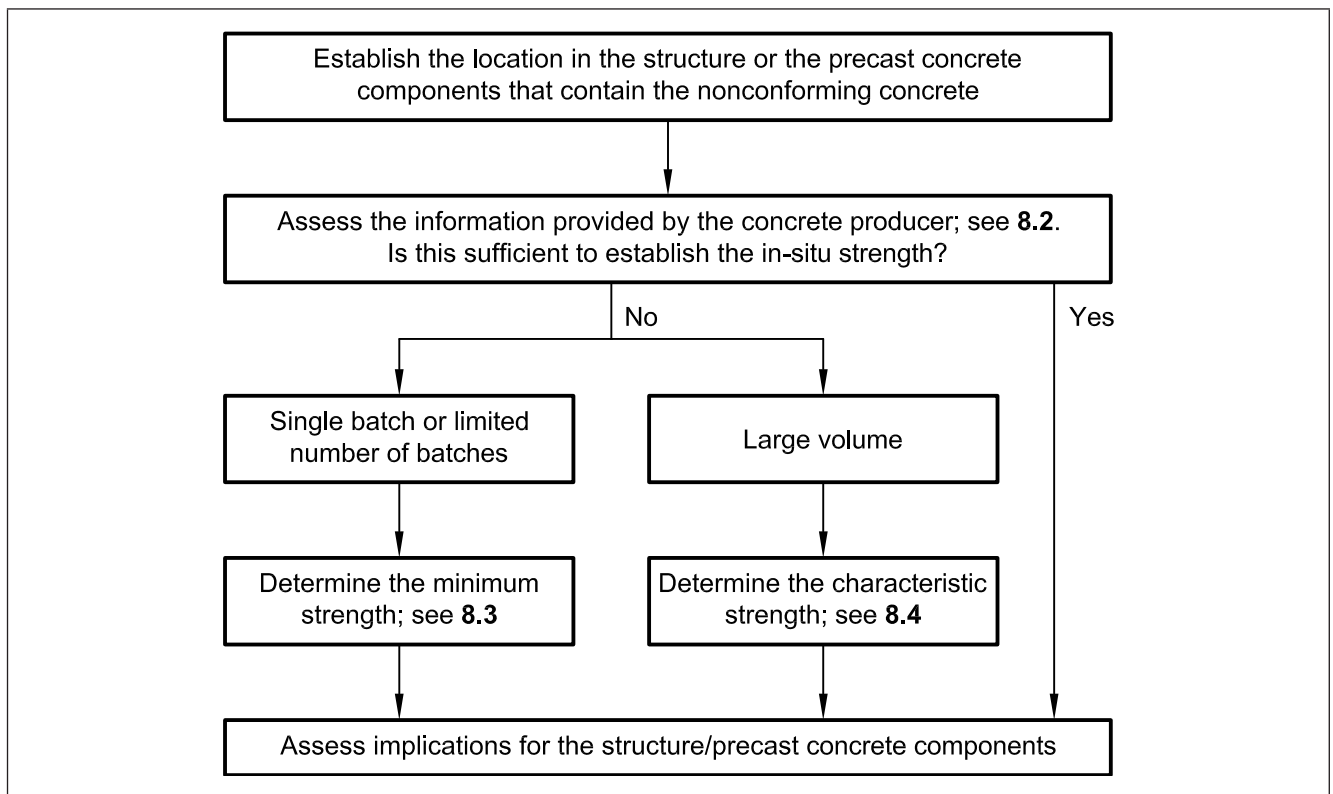 Establish the location in the structure or the precast concrete
components that contain the nonconforming concrete
Assess the information provided by the concrete producer; see 8.2.
Is this sufficient to establish the in-situ strength?
No
Yes
Single batch or limited
number of batches
Large volume
Determine the minimum
strength; see 8.3
Determine the characteristic
strength; see 8.4
Assess implications for the structure/precast concrete components